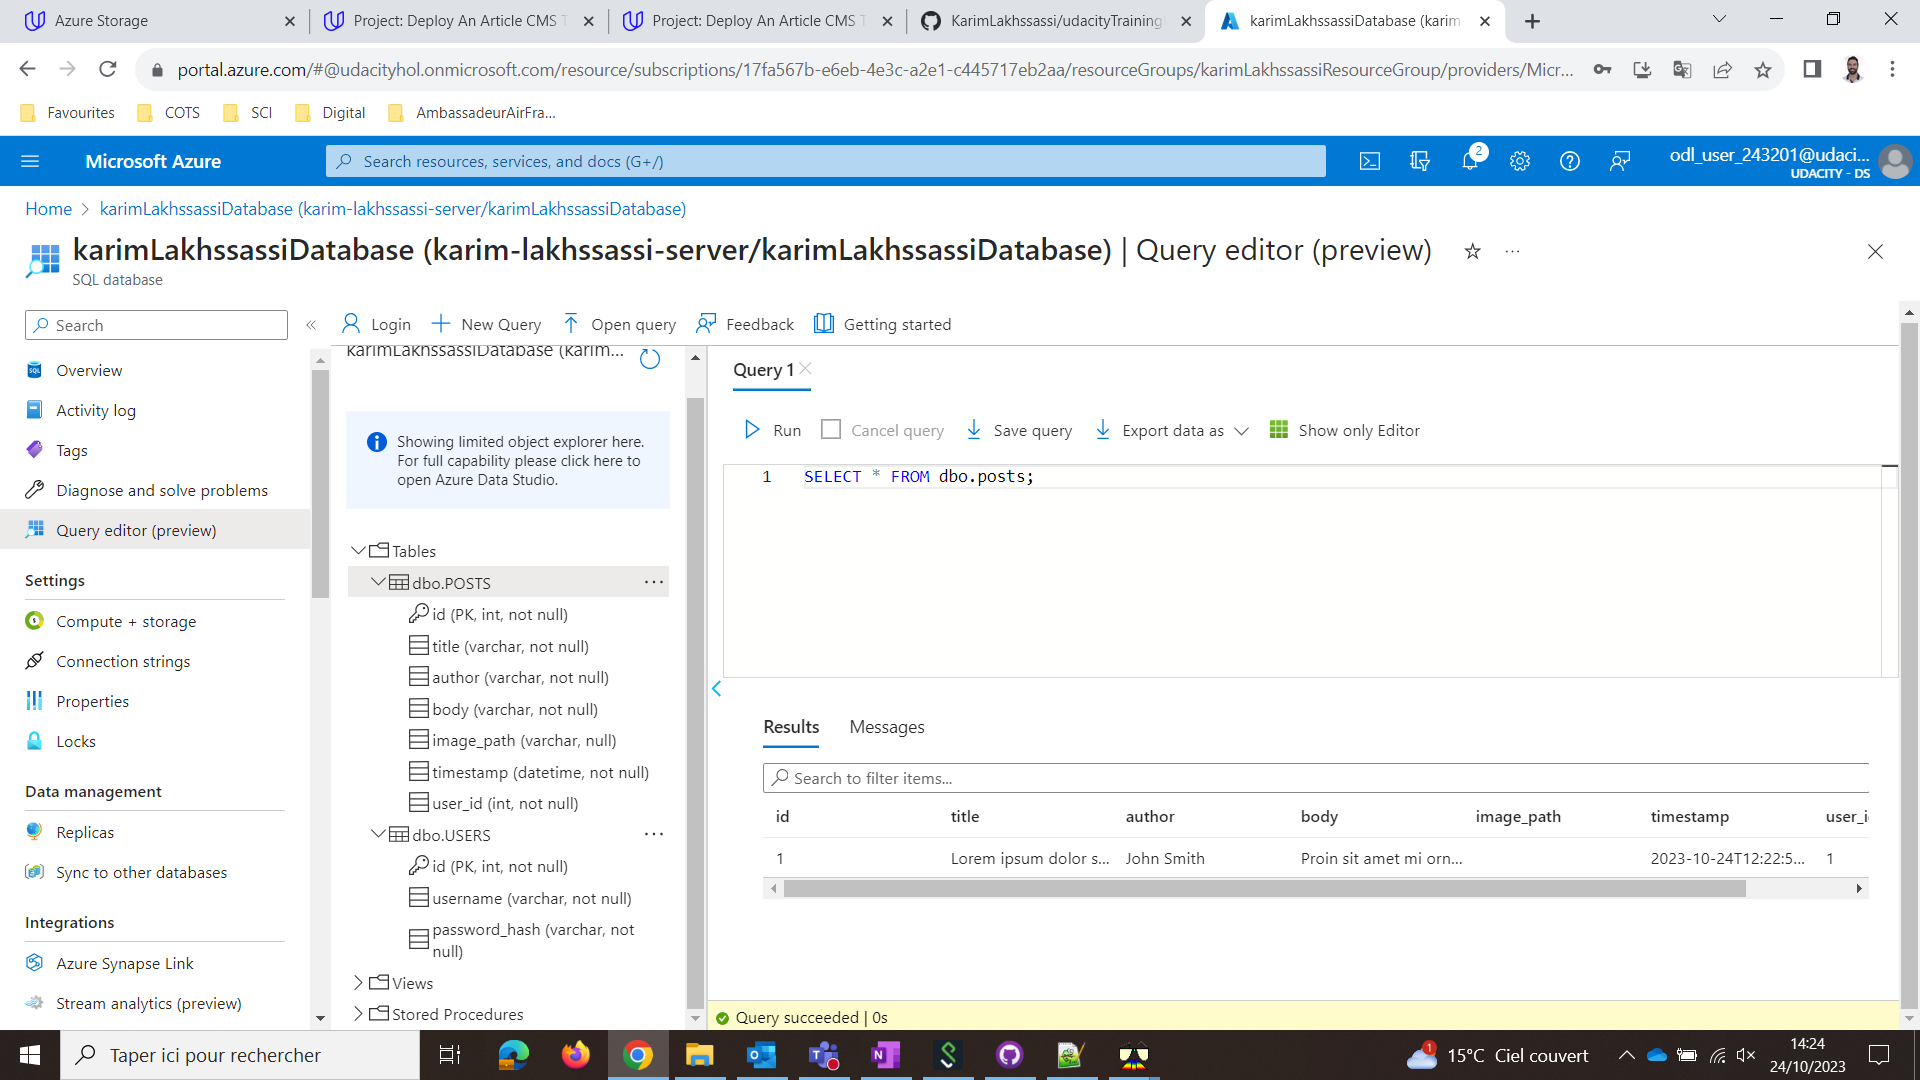 Azure Storage
Project: Deploy An Article CMS T
Project: Deploy An Article CMS T
KarimLakhssassi/udacityTraining
karimLakhssassiDatabase (karim
portal.azure.com/#@udacityhol.onmicrosoft.com/resource/subscriptions/17fa567b-e6eb-4e3c-a2e1-c445717eb2aa/resourceGroups/karimLakhssassiResourceGroup/providers/Micr...
Favourites
COTS
SCI
Digital
AmbassadeurAirFra...
Microsoft Azure
Search resources, services, and docs (G+/)
2
odl_user_243201@udaci...
UDACITY - DS
Home
karimLakhssassiDatabase (karim-lakhssassi-server/karimLakhssassiDatabase)
karimLakhssassiDatabase (karim-lakhssassi-server/karimLakhssassiDatabase) | Query editor (preview)
SQL database
Search
Overview
Activity log
Tags
Diagnose and solve problems
Query editor (preview)
Settings
Compute + storage
Connection strings
Properties
Locks
Data management
Replicas
Sync to other databases
Integrations
Azure Synapse Link
Stream analytics (preview)
Login
New Query
Open query
Feedback
Getting started
karimLakhssassiDatabase (karim...
Showing limited object explorer here.
For full capability please click here to
open Azure Data Studio.
Tables
dbo.POSTS
id (PK, int, not null)
title (varchar, not null)
author (varchar, not null)
body (varchar, not null)
image_path (varchar, null)
timestamp (datetime, not null)
user_id (int, not null)
dbo.USERS
id (PK, int, not null)
username (varchar, not null)
password_hash (varchar, not
null)
Views
Stored Procedures
Query 1
Run
Cancel query
Save query
Export data as
Show only Editor
1 SELECT * FROM dbo.posts;
Results
Messages
Search to filter items...
id title author body image_path timestamp user_i
1 Lorem ipsum dolor s... John Smith Proin sit amet mi orn... 2023-10-24T12:22:5... 1
Query succeeded | 0s
Taper ici pour rechercher
1
15°C Ciel couvert
14:24
24/10/2023